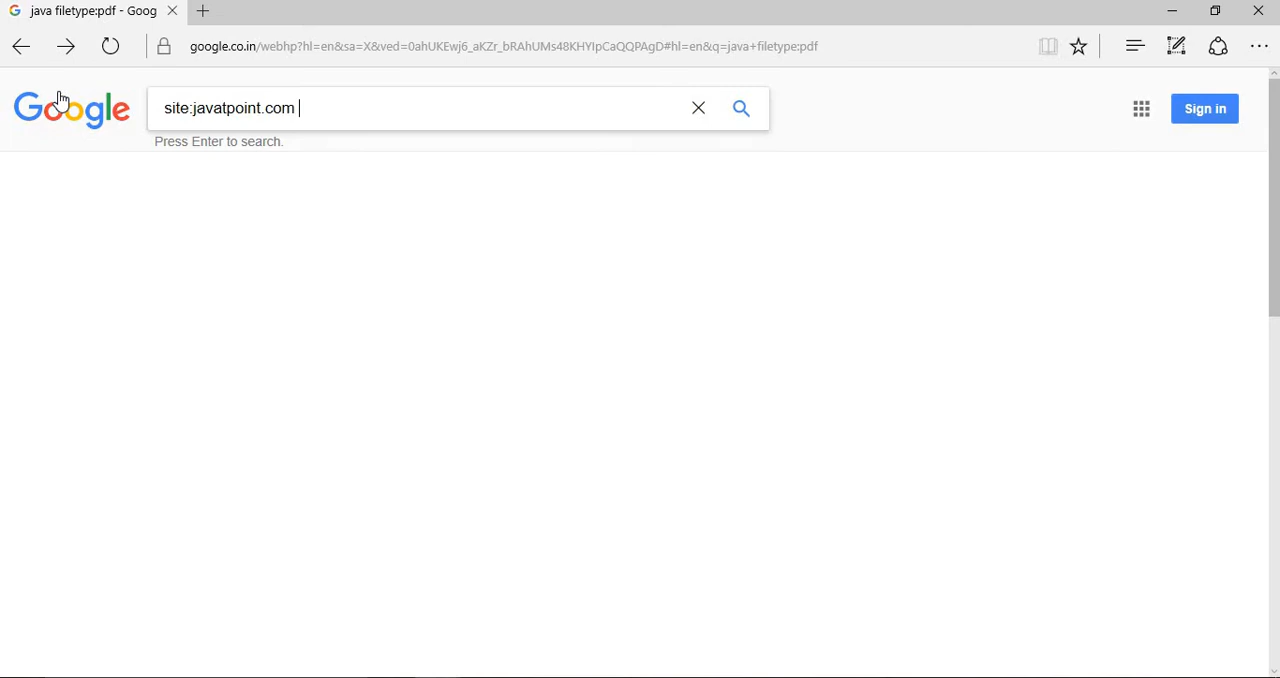 java filetype:pdf - Goog
google.co.in/webhp?hl=en&sa=X&ved=0ahUKEwj6_aKZr_bRAhUMs48KHYIpCaQQPAgD#hl=en&q=java+filetype:pdf
Google
site:javatpoint.com
Sign in
Press Enter to search.